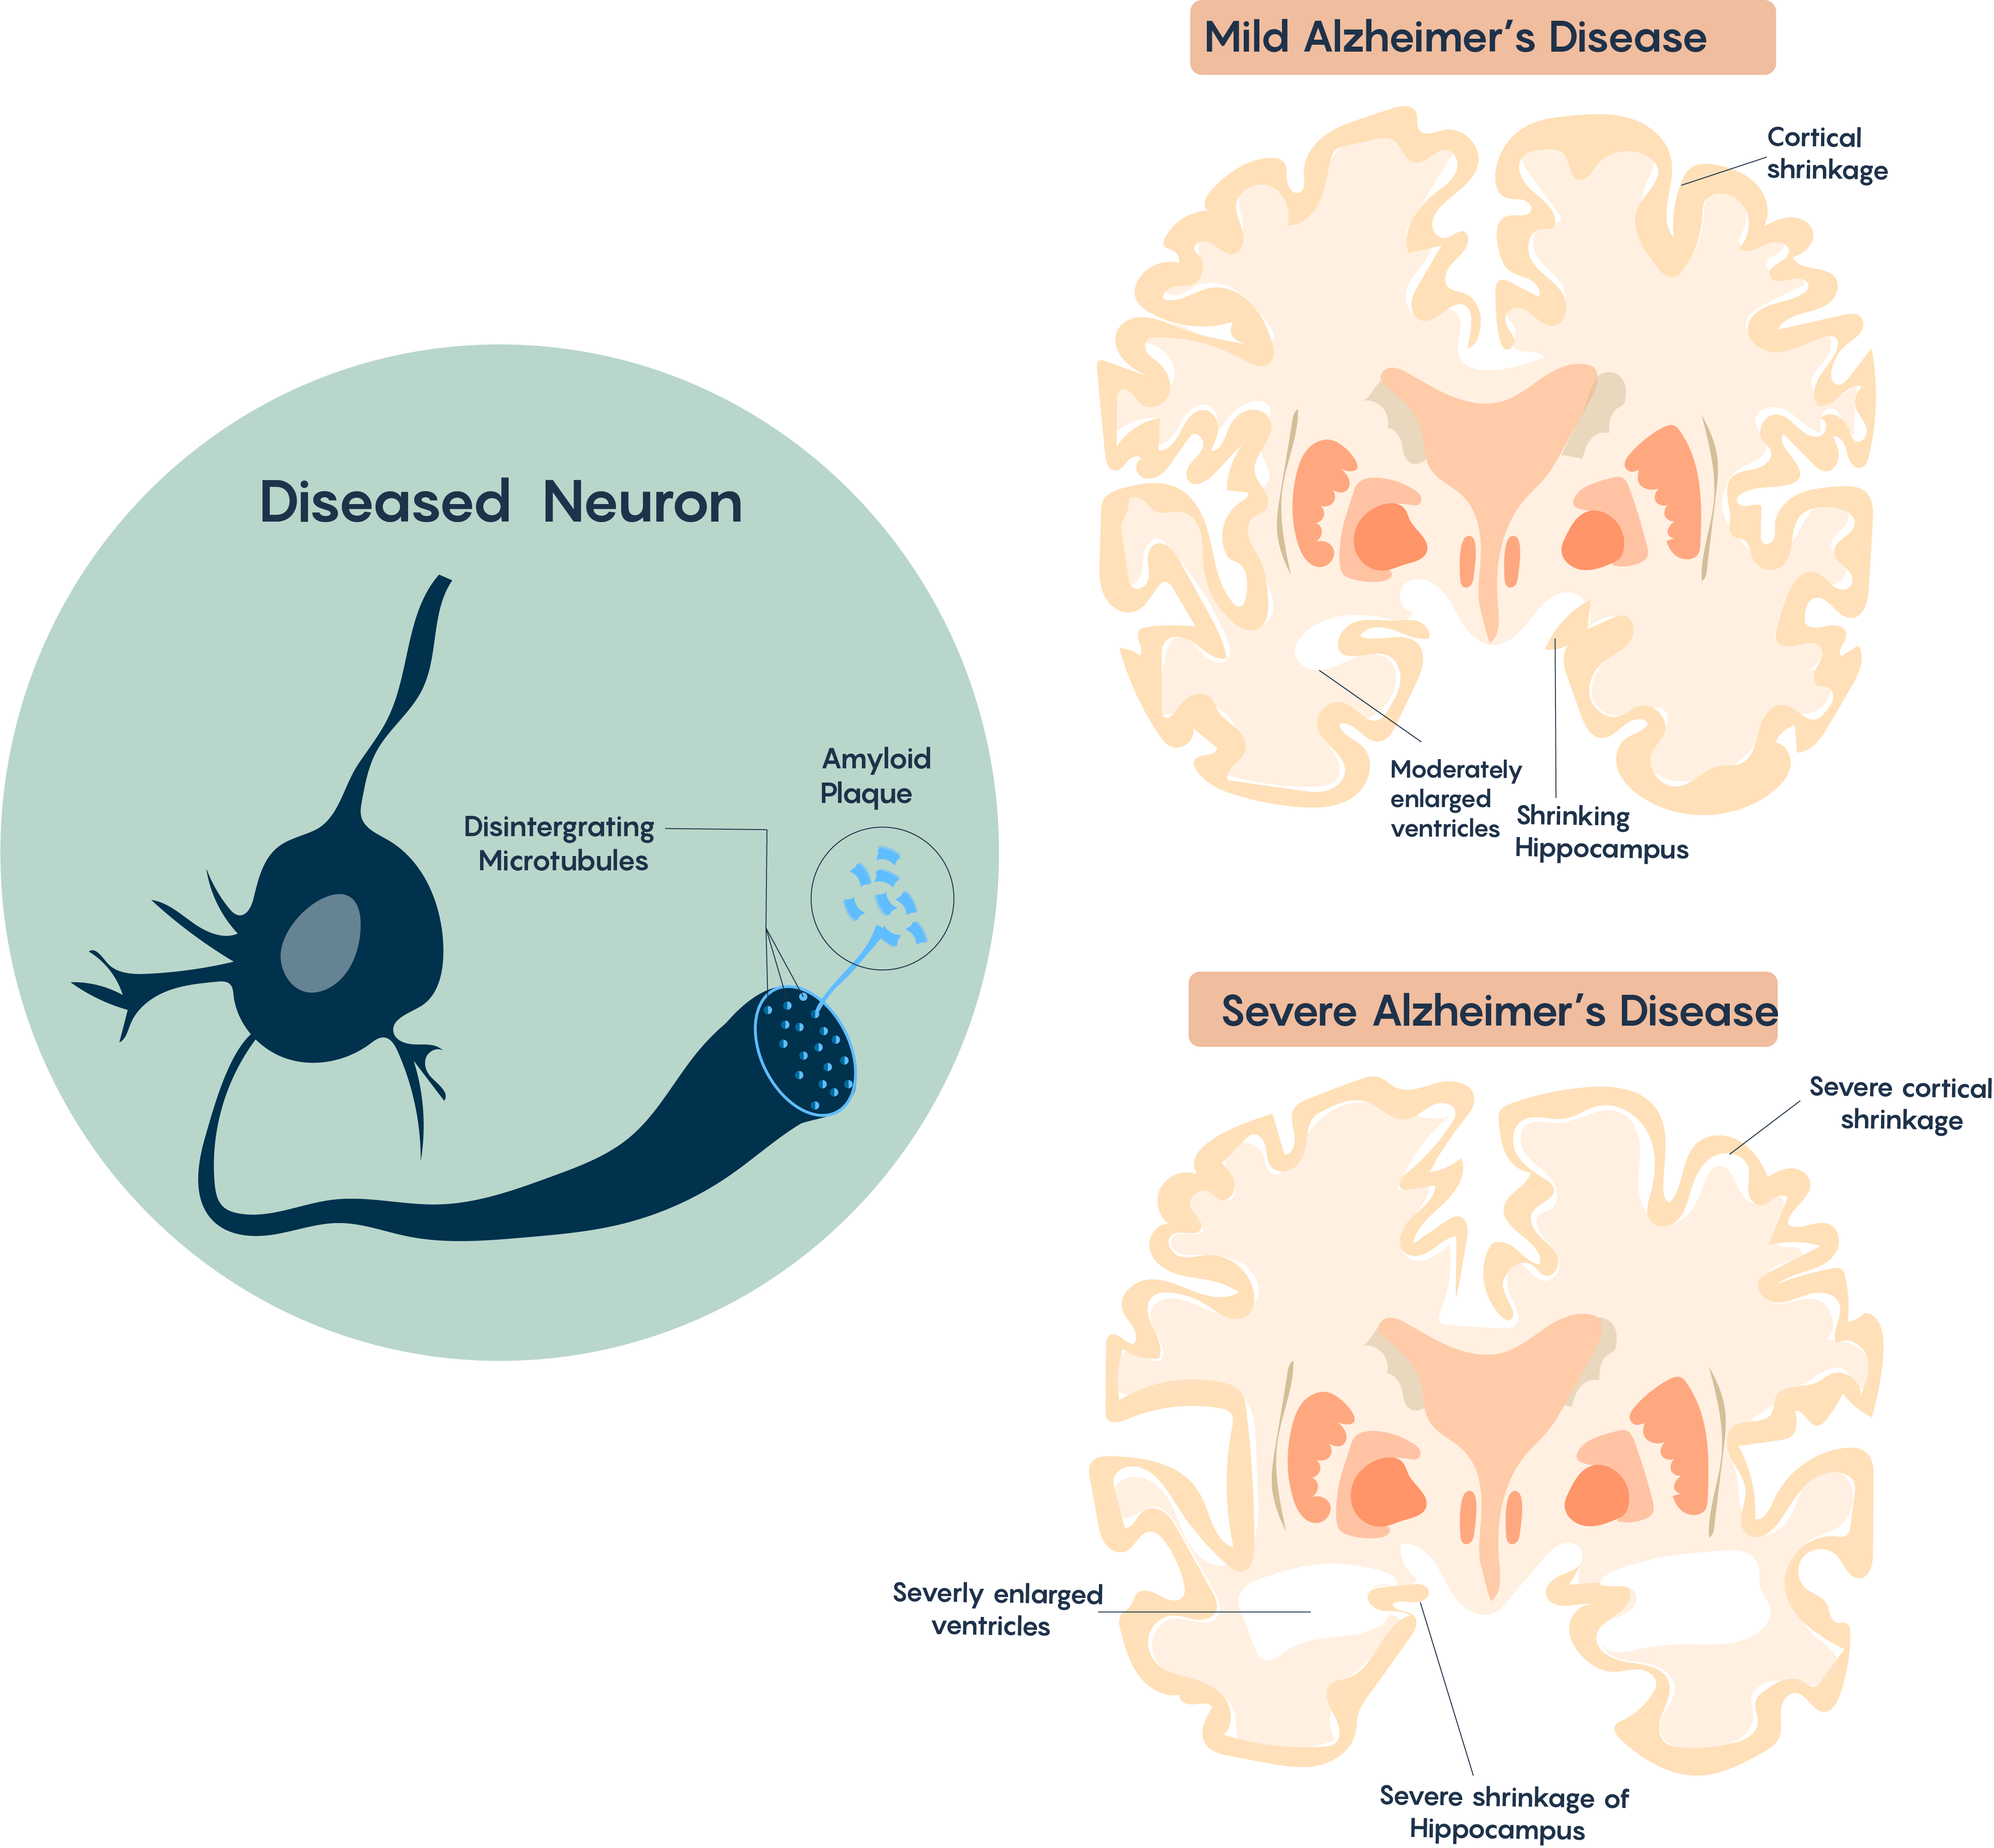 Mild Alzheimer's Disease
Cortical
shrinkage
Diseased Neuron
Amyloid
Plaque
Disintergrating
Microtubules
Moderately
enlarged
ventricles
Shrinking
Hippocampus
Severe Alzheimer's Disease
Severe cortical
shrinkage
Severly enlarged
ventricles
Severe shrinkage of
Hippocampus